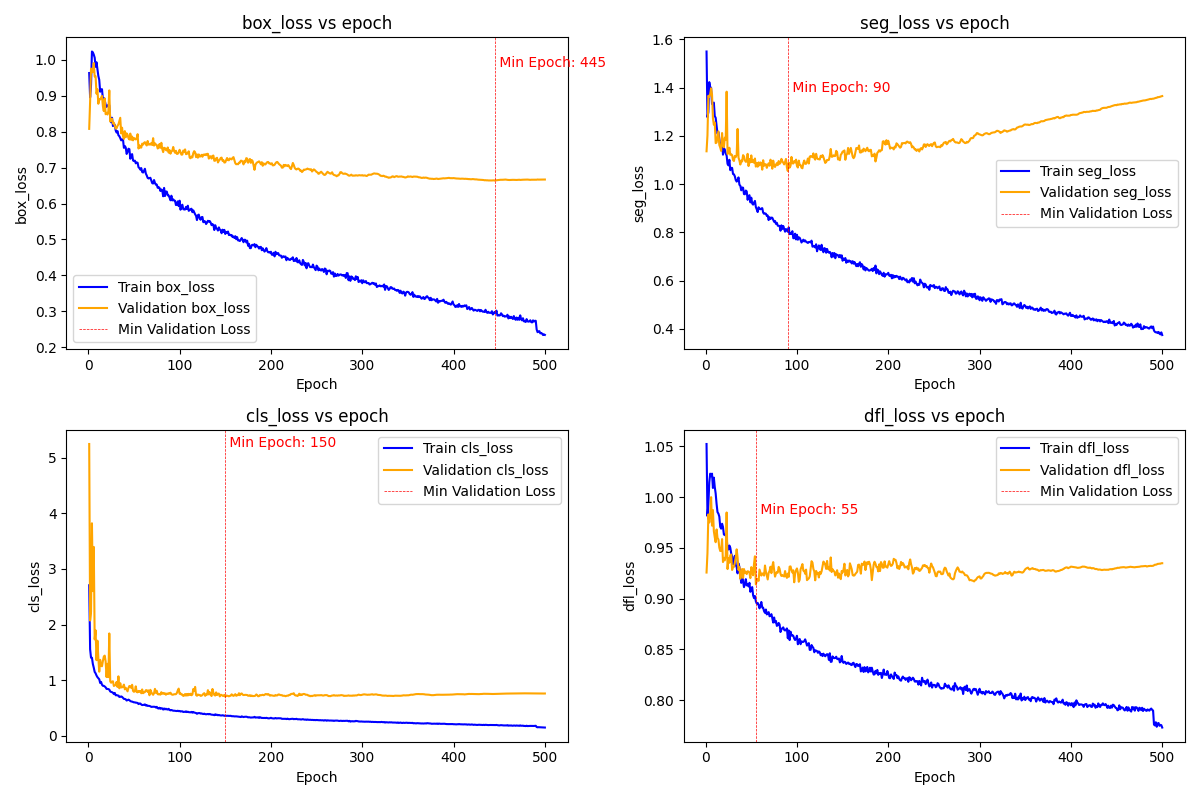 box_loss vs epoch
1.0
0.9
0.8
0.7
0.6
0.5
0.4
0.3
0.2
box_loss
Min Epoch: 445
Train box_loss
Validation box_loss
Min Validation Loss
0 100 200 300 400 500
Epoch
seg_loss vs epoch
1.6
1.4
1.2
1.0
0.8
0.6
0.4
seg_loss
Min Epoch: 90
Train seg_loss
Validation seg_loss
Min Validation Loss
0 100 200 300 400 500
Epoch
cls_loss vs epoch
5
4
3
2
1
0
cls_loss
Min Epoch: 150
Train cls_loss
Validation cls_loss
Min Validation Loss
0 100 200 300 400 500
Epoch
dfl_loss vs epoch
1.05
1.00
0.95
0.90
0.85
0.80
dfl_loss
Min Epoch: 55
Train dfl_loss
Validation dfl_loss
Min Validation Loss
0 100 200 300 400 500
Epoch